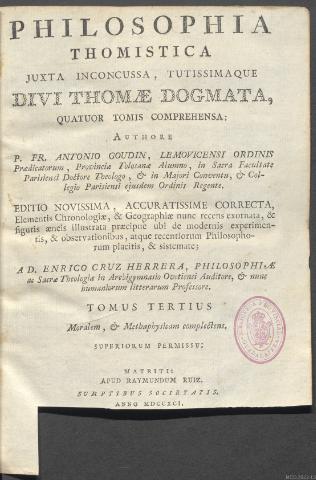 PHILOSOPHIA
THOMISTICA
JUXTA INCONCUSSA, TUTISSIMAQUE
DIVI THOMÆ DOGMATA,
QUATUOR TOMIS COMPREHENSA;
AUTHORE
P. FR. ANTONIO GOUDIN, LEMOVICENSI ORDINIS
Prædicatorum, Provinciæ Tolosanæ Alumno, in Sacra Facultate
Parisiensi Doctore Theologo, & in Majori Conventu, & Col-
legio Parisiensi ejusdem Ordinis Regente.
EDITIO NOVISSIMA, ACCURATISSIME CORRECTA,
Elementis Chronologiæ, & Geographiæ nunc recens exornata, &
figuris æneis illustrata præcipue ubi de modernis experimen-
tis, & observationibus, atque recentiorum Philosopho-
rum placitis, & sistemate;
A D. ENRICO CRUZ HERRERA, PHILOSOPHIÆ
ac Sacræ Theologiæ in Archigymnasio Ovetensi Auditore, & nunc
humaniorum litterarum Professore.
TOMUS TERTIUS
Moralem, & Methaphysicam complectens.
SUPERIORUM PERMISSU:
MATRITI:
APUD RAYMUNDUM RUIZ.
SUMPTIBUS SOCIETATIS.
ANNO MDCCXCI.